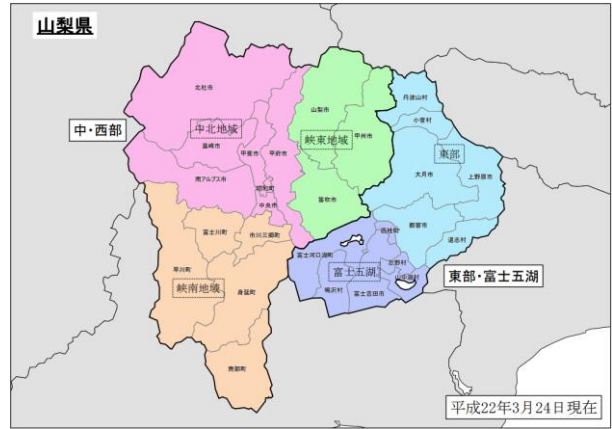 山梨県
北杜市
中・西部
中北地域
韮崎市
甲斐市
甲府市
南アルプス市
昭和町
中央市
山梨市
甲州市
峡東地域
笛吹市
丹波山村
小菅村
東部
大月市
上野原市
都留市
道志村
富士川町
市川三郷町
早川町
峡南地域
身延町
南部町
西桂町
富士河口湖町
忍野村
富士五湖
山中湖村
鳴沢村
富士吉田市
東部・富士五湖
平成22年3月24日現在